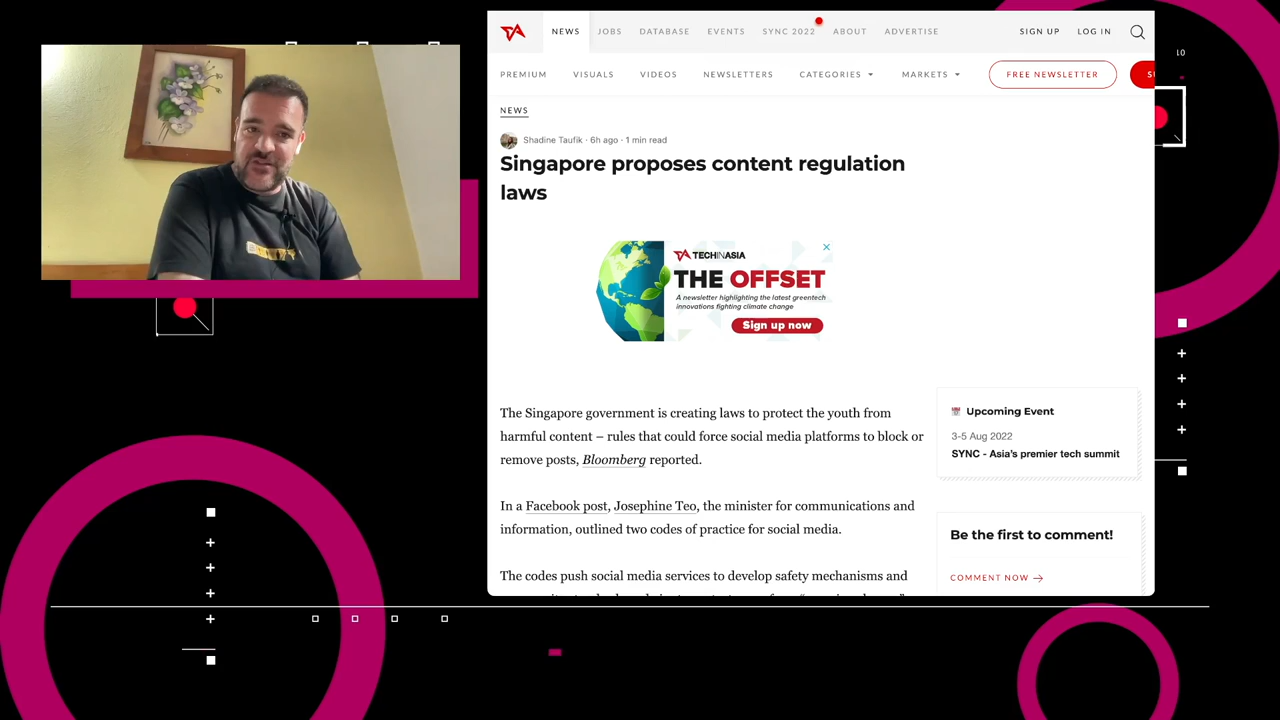 NEWS JOBS DATABASE EVENTS SYNC 2022 ABOUT ADVERTISE SIGN UP LOG IN
PREMIUM VISUALS VIDEOS NEWSLETTERS CATEGORIES MARKETS FREE NEWSLETTER
NEWS
Shadine Taufik · 6h ago · 1 min read
Singapore proposes content regulation
laws
TECHINASIA
THE OFFSET
A newsletter highlighting the latest greentech
innovations fighting climate change
Sign up now
The Singapore government is creating laws to protect the youth from
harmful content – rules that could force social media platforms to block or
remove posts, Bloomberg reported.
In a Facebook post, Josephine Teo, the minister for communications and
information, outlined two codes of practice for social media.
The codes push social media services to develop safety mechanisms and
Upcoming Event
3-5 Aug 2022
SYNC - Asia's premier tech summit
Be the first to comment!
COMMENT NOW →